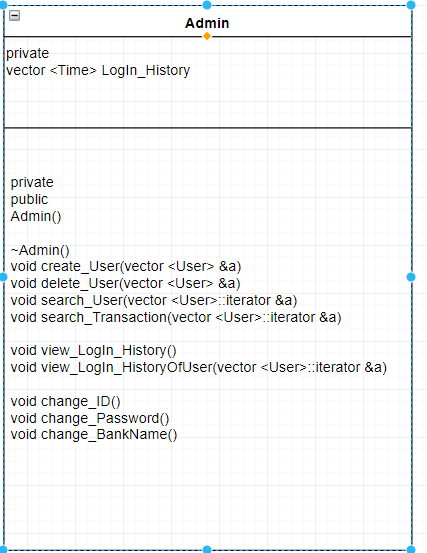 Admin
private
vector <Time> LogIn_History
private
public
Admin()
~Admin()
void create_User(vector <User> &a)
void delete_User(vector <User> &a)
void search_User(vector <User>::iterator &a)
void search_Transaction(vector <User>::iterator &a)
void view_LogIn_History()
void view_LogIn_HistoryOfUser(vector <User>::iterator &a)
void change_ID()
void change_Password()
void change_BankName()